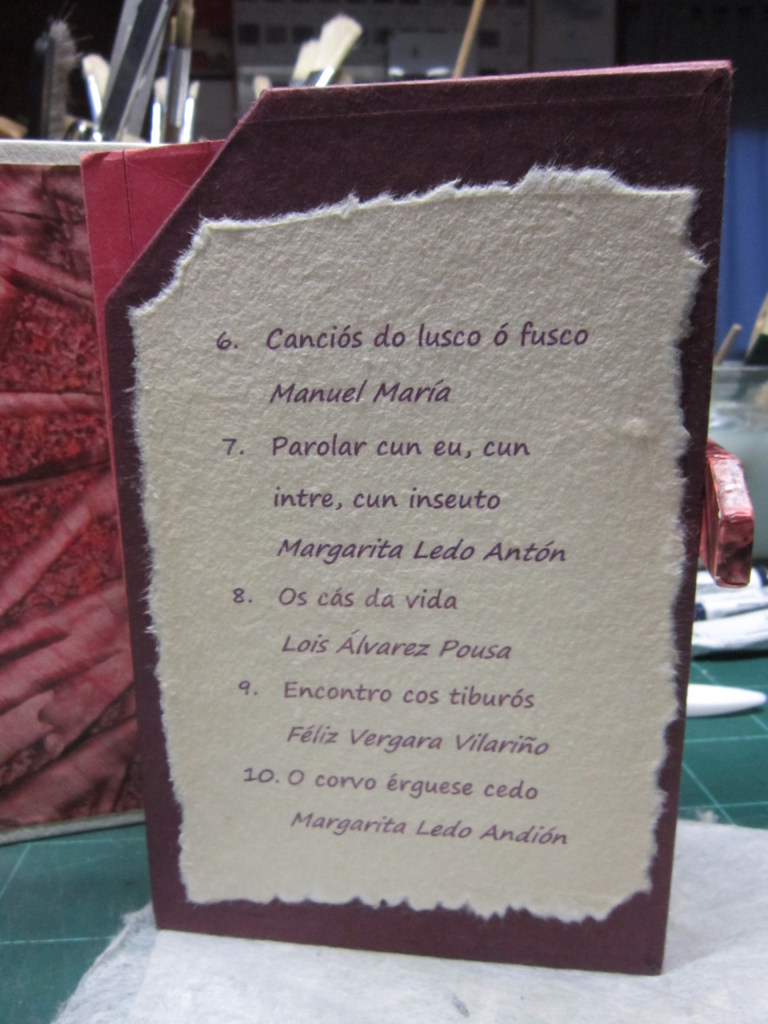 6. Canciós do lusco ó fusco
Manuel María
7. Parolar cun eu, cun
intre, cun inseuto
Margarita Ledo Antón
8. Os cás da vida
Lois Álvarez Pousa
9. Encontro cos tiburós
Féliz Vergara Vilariño
10. O corvo érguese cedo
Margarita Ledo Andión